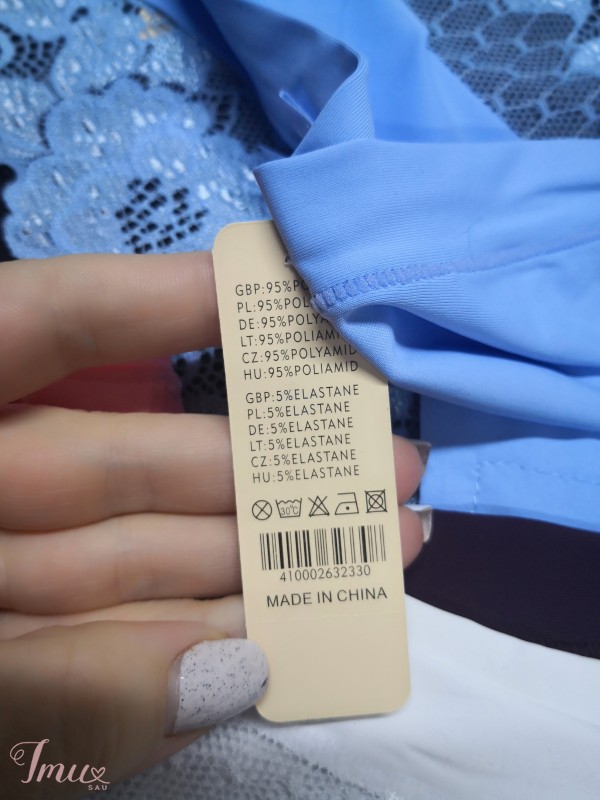 GBP:95%PO
PL:95%POL
DE:95%POLYA
LT:95%POLIAMI
CZ:95%POLYAMID
HU:95%POLIAMID
GBP:5%ELASTANE
PL:5%ELASTANE
DE:5%ELASTANE
LT:5%ELASTANE
CZ:5%ELASTANE
HU:5%ELASTANE
30°C
410002632330
MADE IN CHINA
Imu
SAU